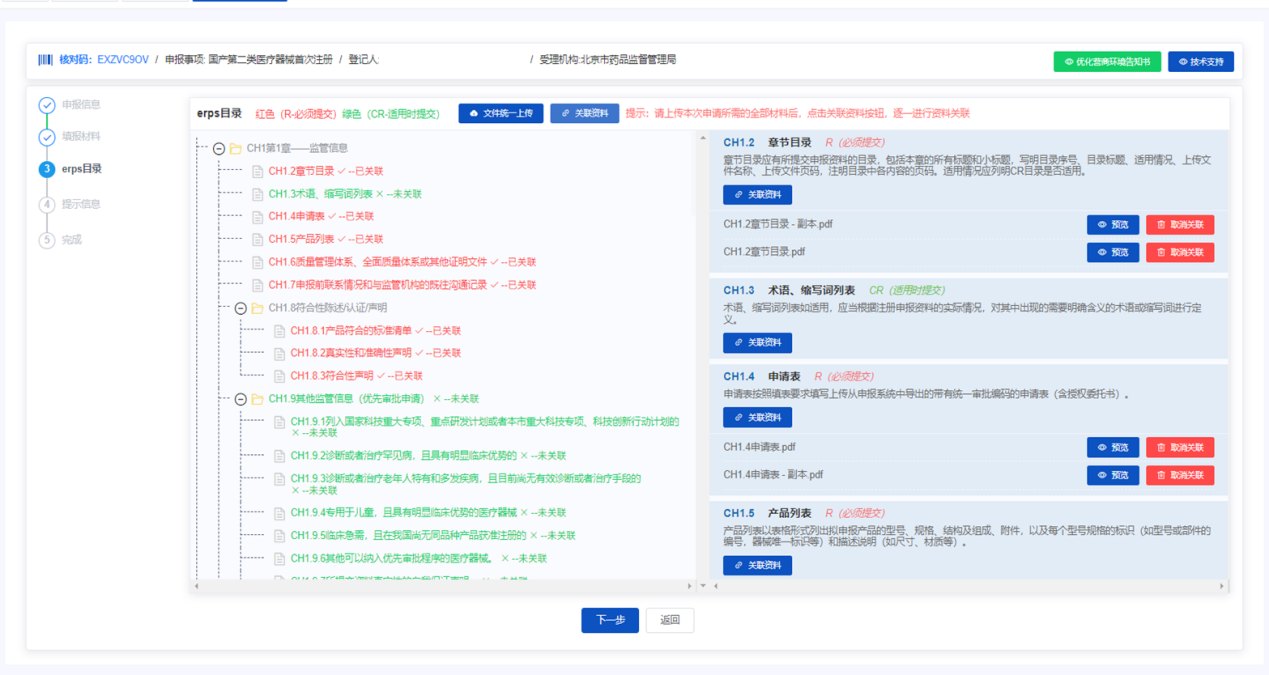 核对码: EXZVC9OV / 申报事项: 国产第二类医疗器械首次注册 / 登记人: / 受理机构:北京市药品监督管理局
优化营商环境告知书
技术支持
申报信息
填报材料
3 erps目录
4 提示信息
5 完成
erps目录 红色（R-必须提交）绿色（CR-适用时提交） 文件统一上传 关联资料 提示：请上传本次申请所需的全部材料后，点击关联资料按钮，逐一进行资料关联
CH1第1章——监管信息
CH1.2章节目录 ✓ --已关联
CH1.3术语、缩写词列表 × --未关联
CH1.4申请表 ✓ --已关联
CH1.5产品列表 ✓ --已关联
CH1.6质量管理体系、全面质量体系或其他证明文件 ✓ --已关联
CH1.7申报前联系情况和与监管机构的既往沟通记录 ✓ --已关联
CH1.8符合性陈述/认证/声明
CH1.8.1产品符合的标准清单 ✓ --已关联
CH1.8.2真实性和准确性声明 ✓ --已关联
CH1.8.3符合性声明 ✓ --已关联
CH1.9其他监管信息（优先审批申请） × --未关联
CH1.9.1列入国家科技重大专项、重点研发计划或者本市重大科技专项、科技创新行动计划的
× --未关联
CH1.9.2诊断或者治疗罕见病，且具有明显临床优势的 × --未关联
CH1.9.3诊断或者治疗老年人特有和多发疾病，且目前尚无有效诊断或者治疗手段的
× --未关联
CH1.9.4专用于儿童，且具有明显临床优势的医疗器械 × --未关联
CH1.9.5临床急需，且在我国尚无同品种产品获准注册的 × --未关联
CH1.9.6其他可以纳入优先审批程序的医疗器械。 × --未关联
CH1.2 章节目录 R（必须提交）
章节目录应有所提交申报资料的目录，包括本章的所有标题和小标题，写明目录序号、目录标题、适用情况、上传文
件名称、上传文件页码，注明目录中各内容的页码。适用情况应列明CR目录是否适用。
关联资料
CH1.2章节目录 - 副本.pdf 预览 取消关联
CH1.2章节目录.pdf 预览 取消关联
CH1.3 术语、缩写词列表 CR（适用时提交）
术语、缩写词列表如适用，应当根据注册申报资料的实际情况，对其中出现的需要明确含义的术语或缩写词进行定
义。
关联资料
CH1.4 申请表 R（必须提交）
申请表按照填表要求填写上传从申报系统中导出的带有统一审批编码的申请表（含授权委托书）。
关联资料
CH1.4申请表.pdf 预览 取消关联
CH1.4申请表 - 副本.pdf 预览 取消关联
CH1.5 产品列表 R（必须提交）
产品列表以表格形式列出拟申报产品的型号、规格、结构及组成、附件，以及每个型号规格的标识（如型号或部件的
编号，器械唯一标识等）和描述说明（如尺寸、材质等）。
关联资料
下一步 返回